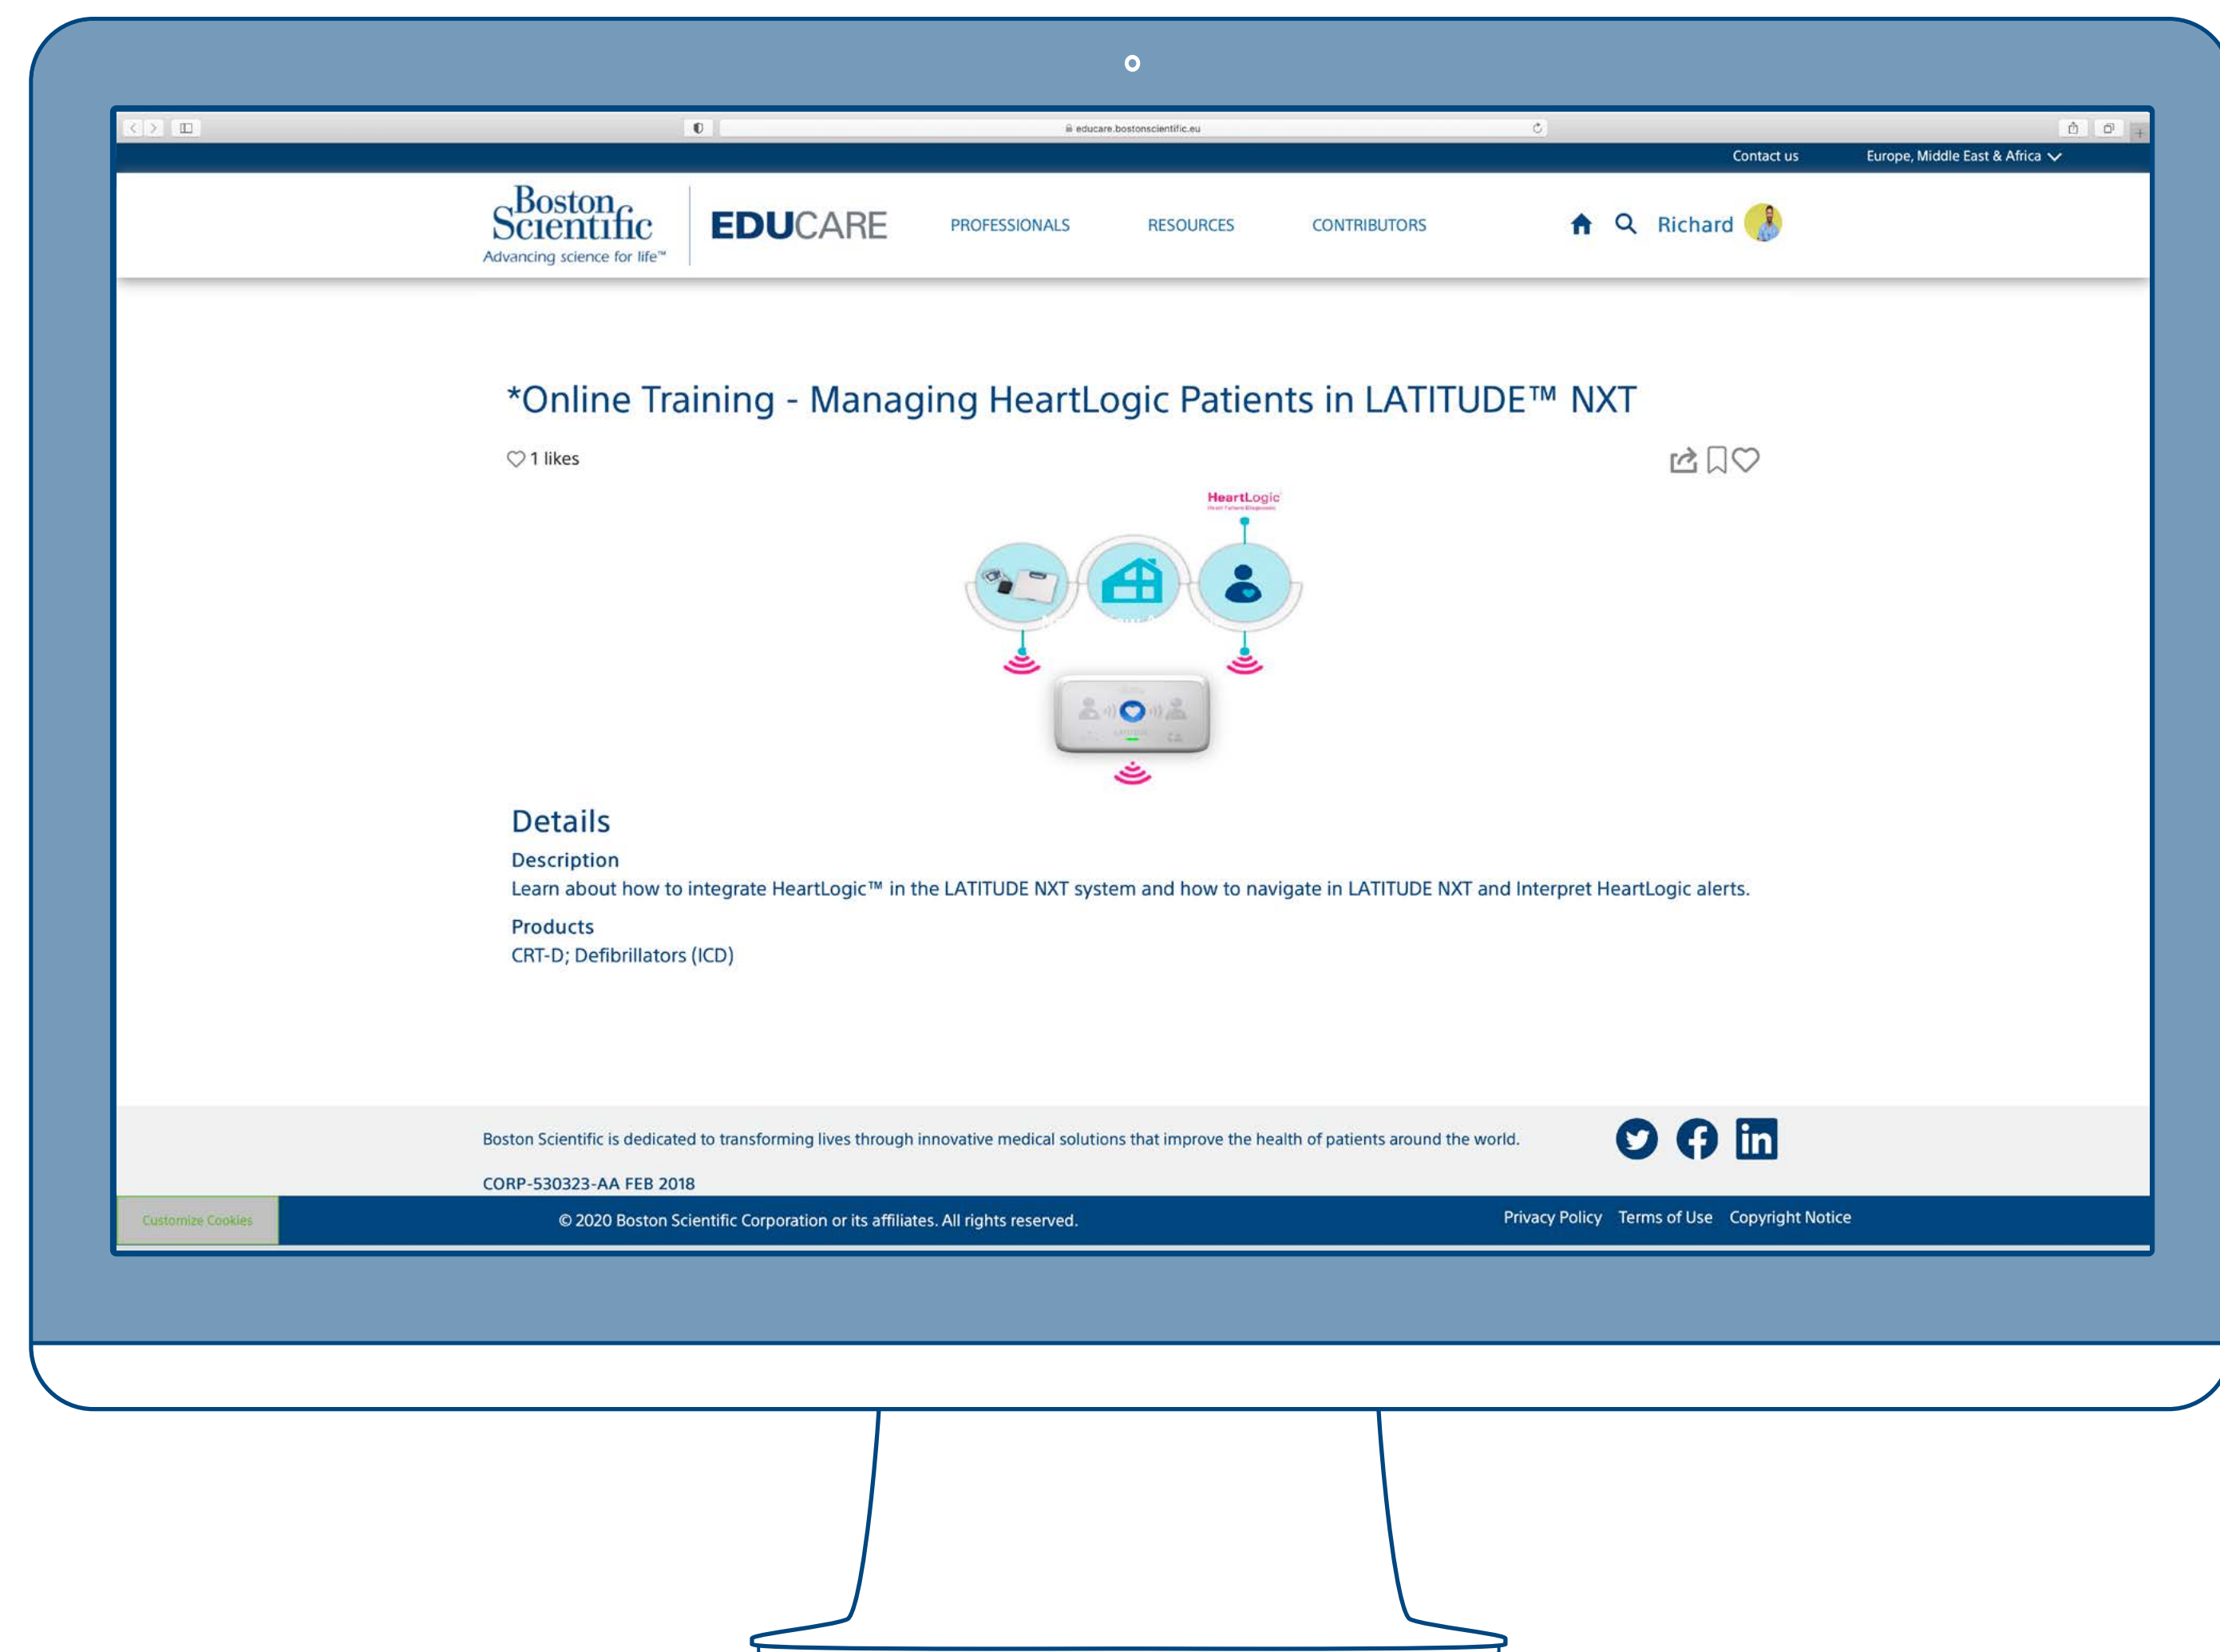 educare.bostonscientific.eu
Contact us Europe, Middle East & Africa
Boston
Scientific
Advancing science for life™
EDUCARE
PROFESSIONALS RESOURCES CONTRIBUTORS Richard
*Online Training - Managing HeartLogic Patients in LATITUDE™ NXT
1 likes
HeartLogic
LATITUDE
Details
Description
Learn about how to integrate HeartLogic™ in the LATITUDE NXT system and how to navigate in LATITUDE NXT and Interpret HeartLogic alerts.
Products
CRT-D; Defibrillators (ICD)
Boston Scientific is dedicated to transforming lives through innovative medical solutions that improve the health of patients around the world.
CORP-530323-AA FEB 2018
Customize Cookies
© 2020 Boston Scientific Corporation or its affiliates. All rights reserved.
Privacy Policy Terms of Use Copyright Notice